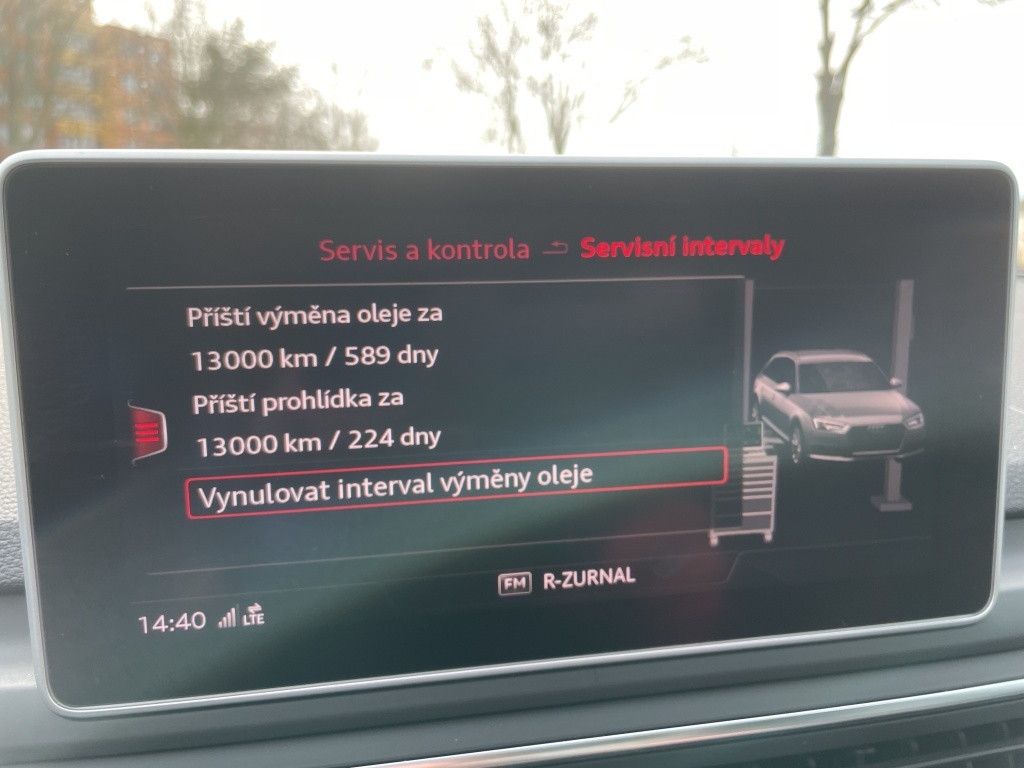 Servis a kontrola Servisní intervaly
Příští výměna oleje za
13000 km / 589 dny
Příští prohlídka za
13000 km / 224 dny
Vynulovat interval výměny oleje
FM R-ZURNAL
14:40 LTE